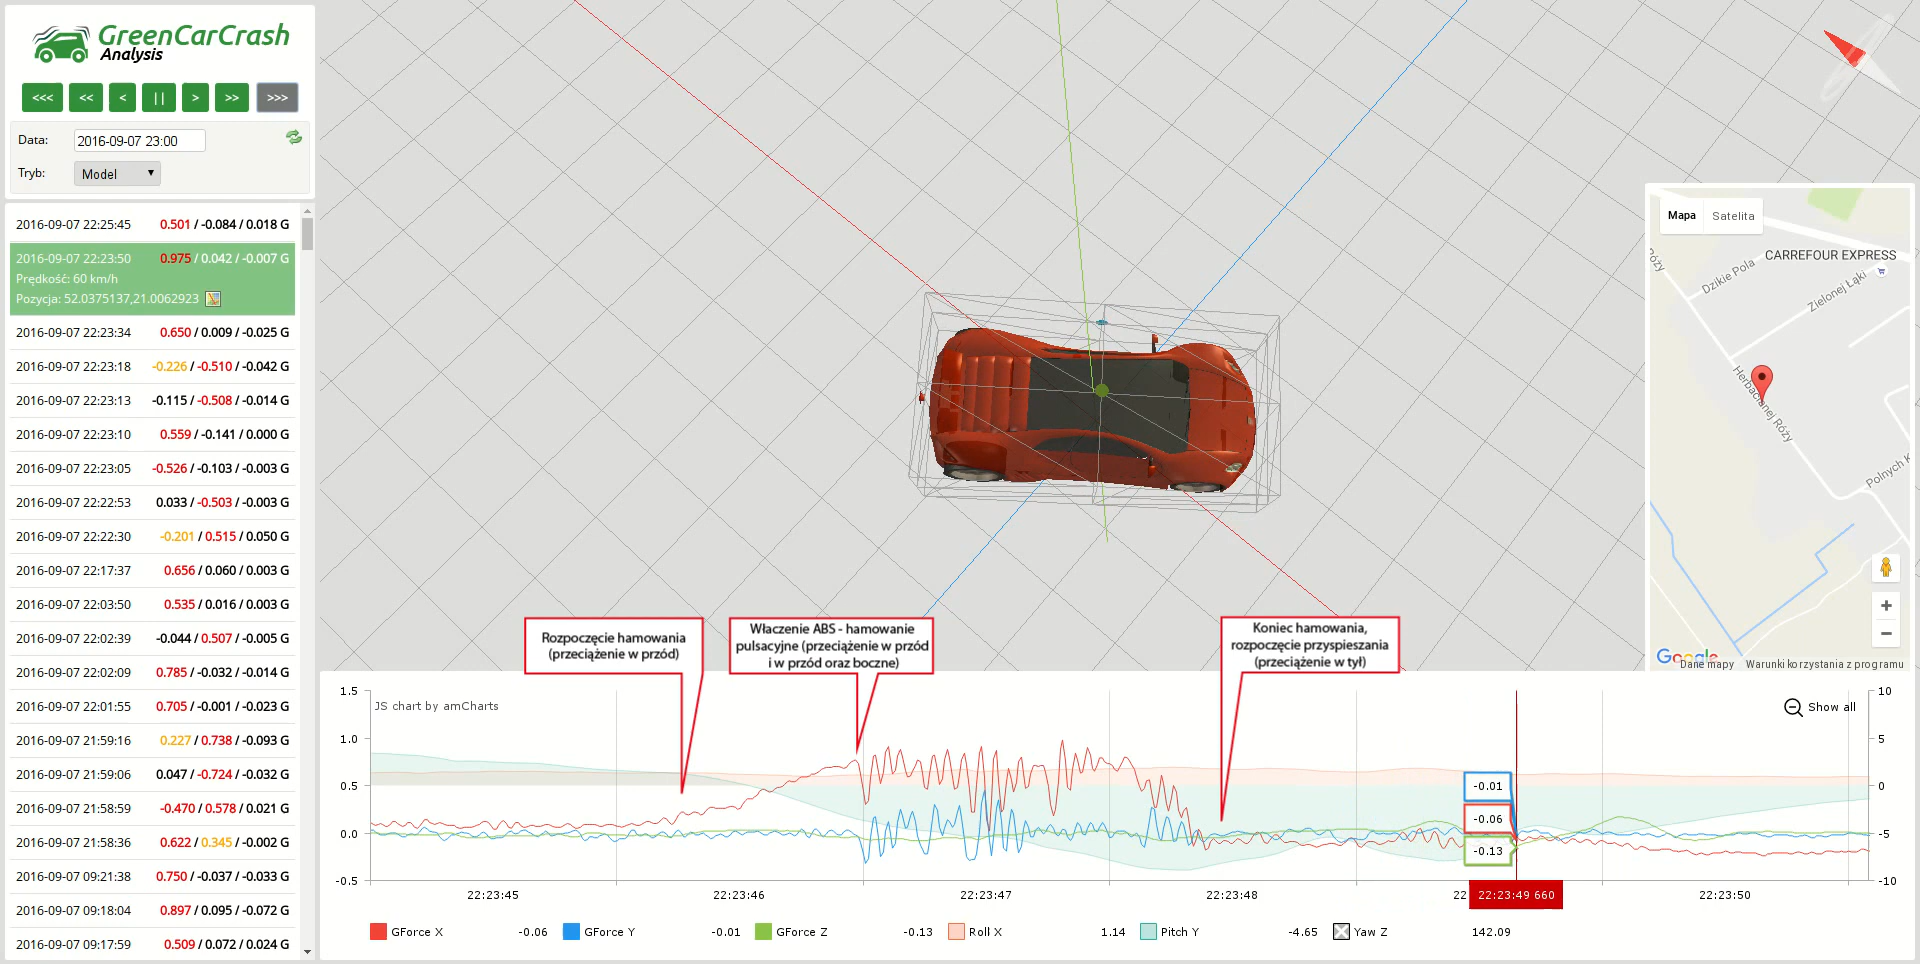 GreenCarCrash
Analysis
<<< << < || > >> >>>
Data: 2016-09-07 23:00
Tryb: Model
2016-09-07 22:25:45 0.501 / -0.084 / 0.018 G
2016-09-07 22:23:50 0.975 / 0.042 / -0.007 G
Prędkość: 60 km/h
Pozycja: 52.0375137,21.0062923
2016-09-07 22:23:34 0.650 / 0.009 / -0.025 G
2016-09-07 22:23:18 -0.226 / -0.510 / -0.042 G
2016-09-07 22:23:13 -0.115 / -0.508 / -0.014 G
2016-09-07 22:23:10 0.559 / -0.141 / 0.000 G
2016-09-07 22:23:05 -0.526 / -0.103 / -0.003 G
2016-09-07 22:22:53 0.033 / -0.503 / -0.003 G
2016-09-07 22:22:30 -0.201 / 0.515 / 0.050 G
2016-09-07 22:17:37 0.656 / 0.060 / 0.003 G
2016-09-07 22:03:50 0.535 / 0.016 / 0.003 G
2016-09-07 22:02:39 -0.044 / 0.507 / -0.005 G
2016-09-07 22:02:09 0.785 / -0.032 / -0.014 G
2016-09-07 22:01:55 0.705 / -0.001 / -0.023 G
2016-09-07 21:59:16 0.227 / 0.738 / -0.093 G
2016-09-07 21:59:06 0.047 / -0.724 / -0.032 G
2016-09-07 21:58:59 -0.470 / 0.578 / 0.021 G
2016-09-07 21:58:36 0.622 / 0.345 / -0.002 G
2016-09-07 09:21:38 0.750 / -0.037 / -0.033 G
2016-09-07 09:18:04 0.897 / 0.095 / -0.072 G
2016-09-07 09:17:59 0.509 / 0.072 / 0.024 G
Mapa Satelita
CARREFOUR EXPRESS
Róży
Dzikie Pola
Zielonej Łąki
Herbacianej Róży
Polnych K
+
−
Google
Dane mapy Warunki korzystania z programu
Rozpoczęcie hamowania
(przeciążenie w przód)
Właczenie ABS - hamowanie
pulsacyjne (przeciążenie w przód
i w przód oraz boczne)
Koniec hamowania,
rozpoczęcie przyspieszania
(przeciążenie w tył)
JS chart by amCharts
Show all
1.5
1.0
0.5
0.0
-0.5
10
5
0
-5
-10
-0.01
-0.06
-0.13
22:23:45 22:23:46 22:23:47 22:23:48 22 22:23:49 660 22:23:50
GForce X -0.06 GForce Y -0.01 GForce Z -0.13 Roll X 1.14 Pitch Y -4.65 Yaw Z 142.09